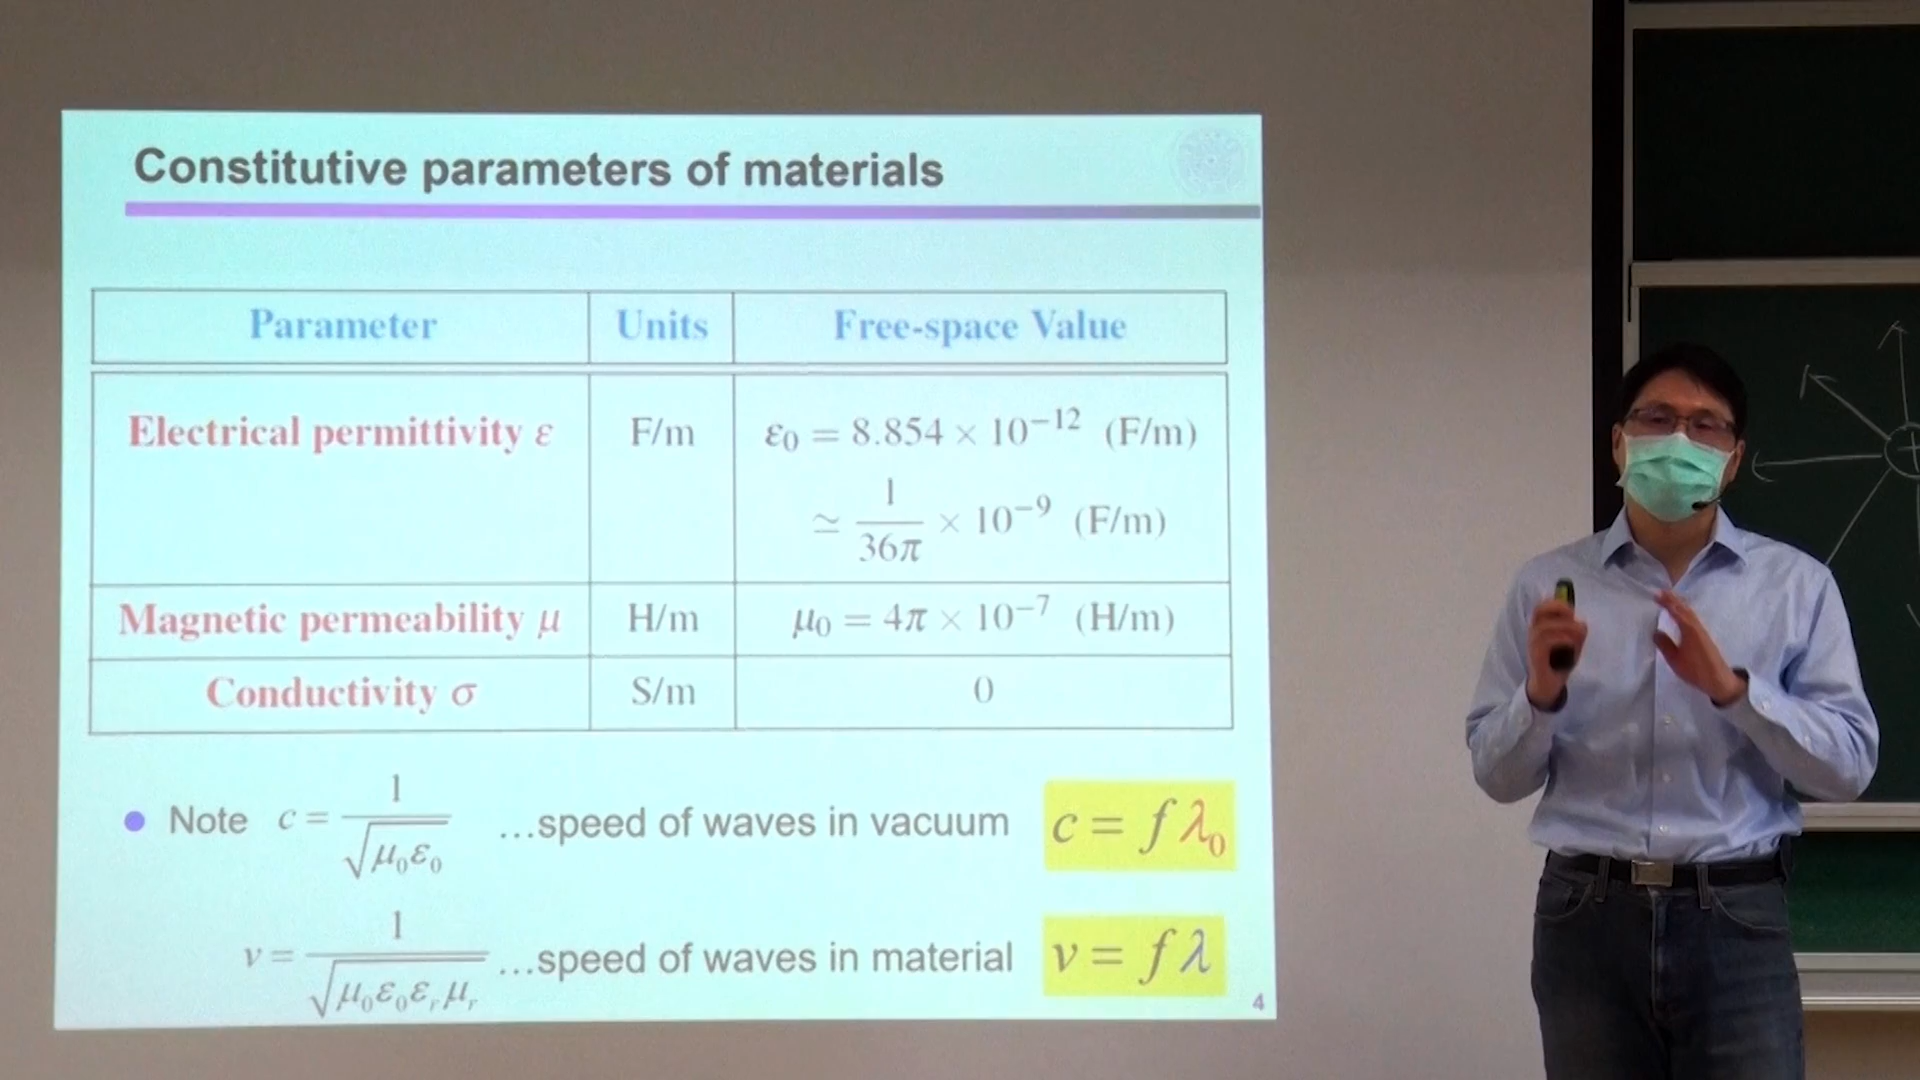 Constitutive parameters of materials
Parameter Units Free-space Value
Electrical permittivity ε F/m ε₀ = 8.854 × 10⁻¹² (F/m)
≃ 1/36π × 10⁻⁹ (F/m)
Magnetic permeability μ H/m μ₀ = 4π × 10⁻⁷ (H/m)
Conductivity σ S/m 0
● Note c = 1/√μ₀ε₀ ...speed of waves in vacuum c = f λ₀
v = 1/√μ₀ε₀εᵣμᵣ ...speed of waves in material v = f λ
4